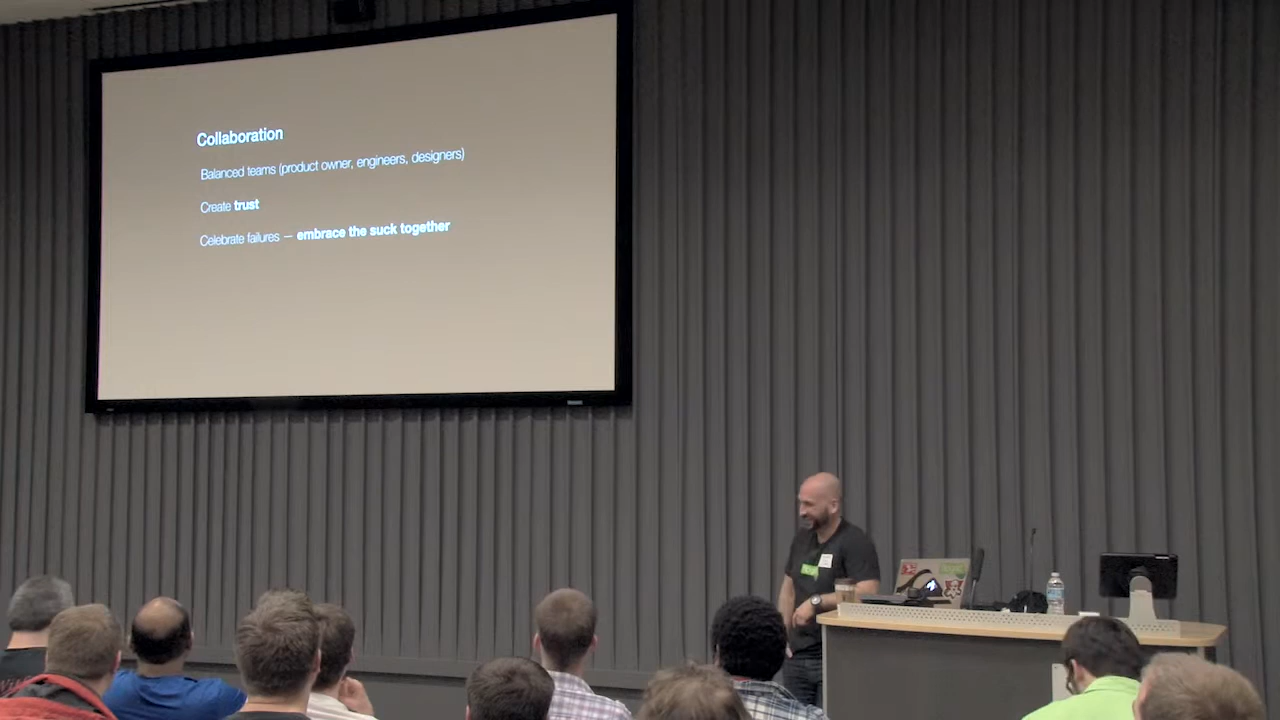 Collaboration
Balanced teams (product owner, engineers, designers)
Create trust
Celebrate failures — embrace the suck together